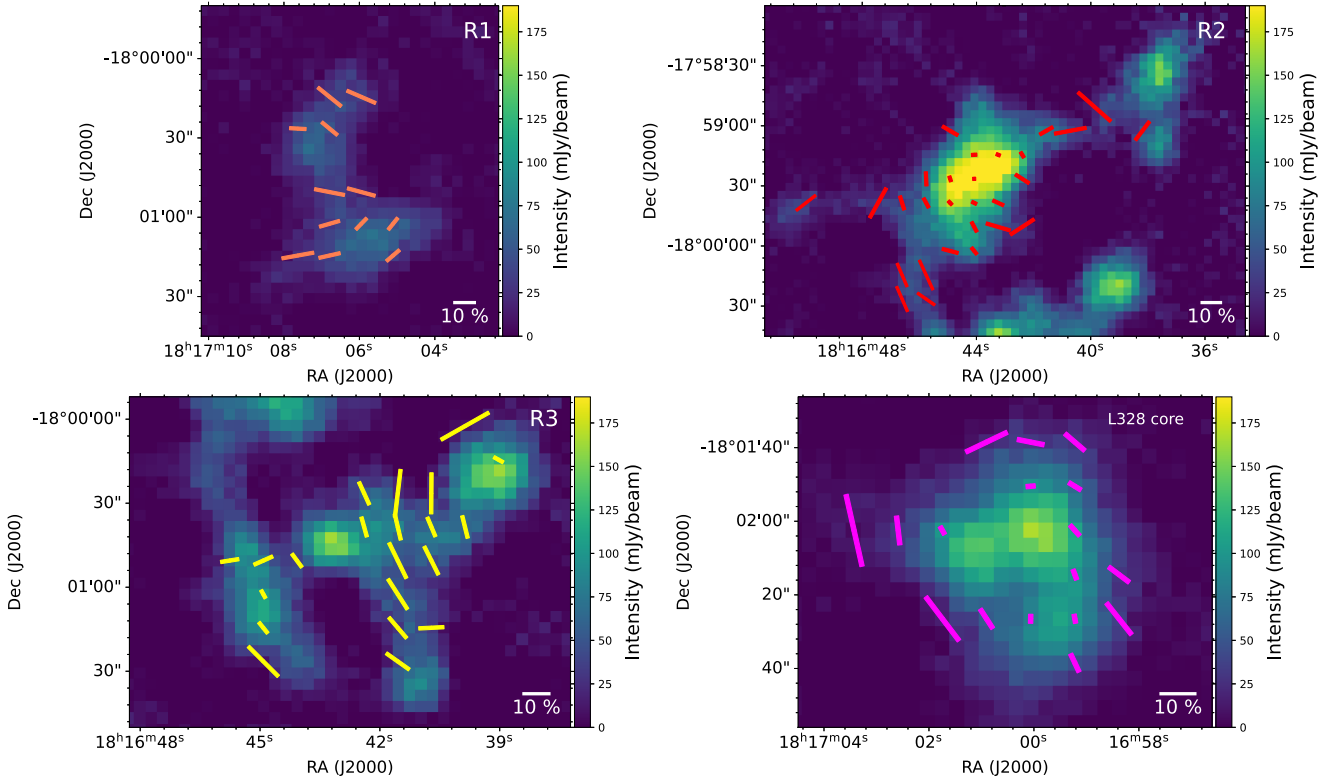 R1
-18°00'00"
30"
01°00"
30"
Dec (J2000)
18ʰ17ᵐ10ˢ
08ˢ
06ˢ
04ˢ
RA (J2000)
10 %
175
150
125
100
75
50
25
0
Intensity (mJy/beam)
R2
-17°58'30"
59'00"
30"
-18°00'00"
30"
Dec (J2000)
18ʰ16ᵐ48ˢ
44ˢ
40ˢ
36ˢ
RA (J2000)
10 %
175
150
125
100
75
50
25
0
Intensity (mJy/beam)
R3
-18°00'00"
30"
01'00"
30"
Dec (J2000)
18ʰ16ᵐ48ˢ
45ˢ
42ˢ
39ˢ
RA (J2000)
10 %
175
150
125
100
75
50
25
0
Intensity (mJy/beam)
L328 core
-18°01'40"
02'00"
20"
40"
Dec (J2000)
18ʰ17ᵐ04ˢ
02ˢ
00ˢ
16ᵐ58ˢ
RA (J2000)
10 %
175
150
125
100
75
50
25
0
Intensity (mJy/beam)